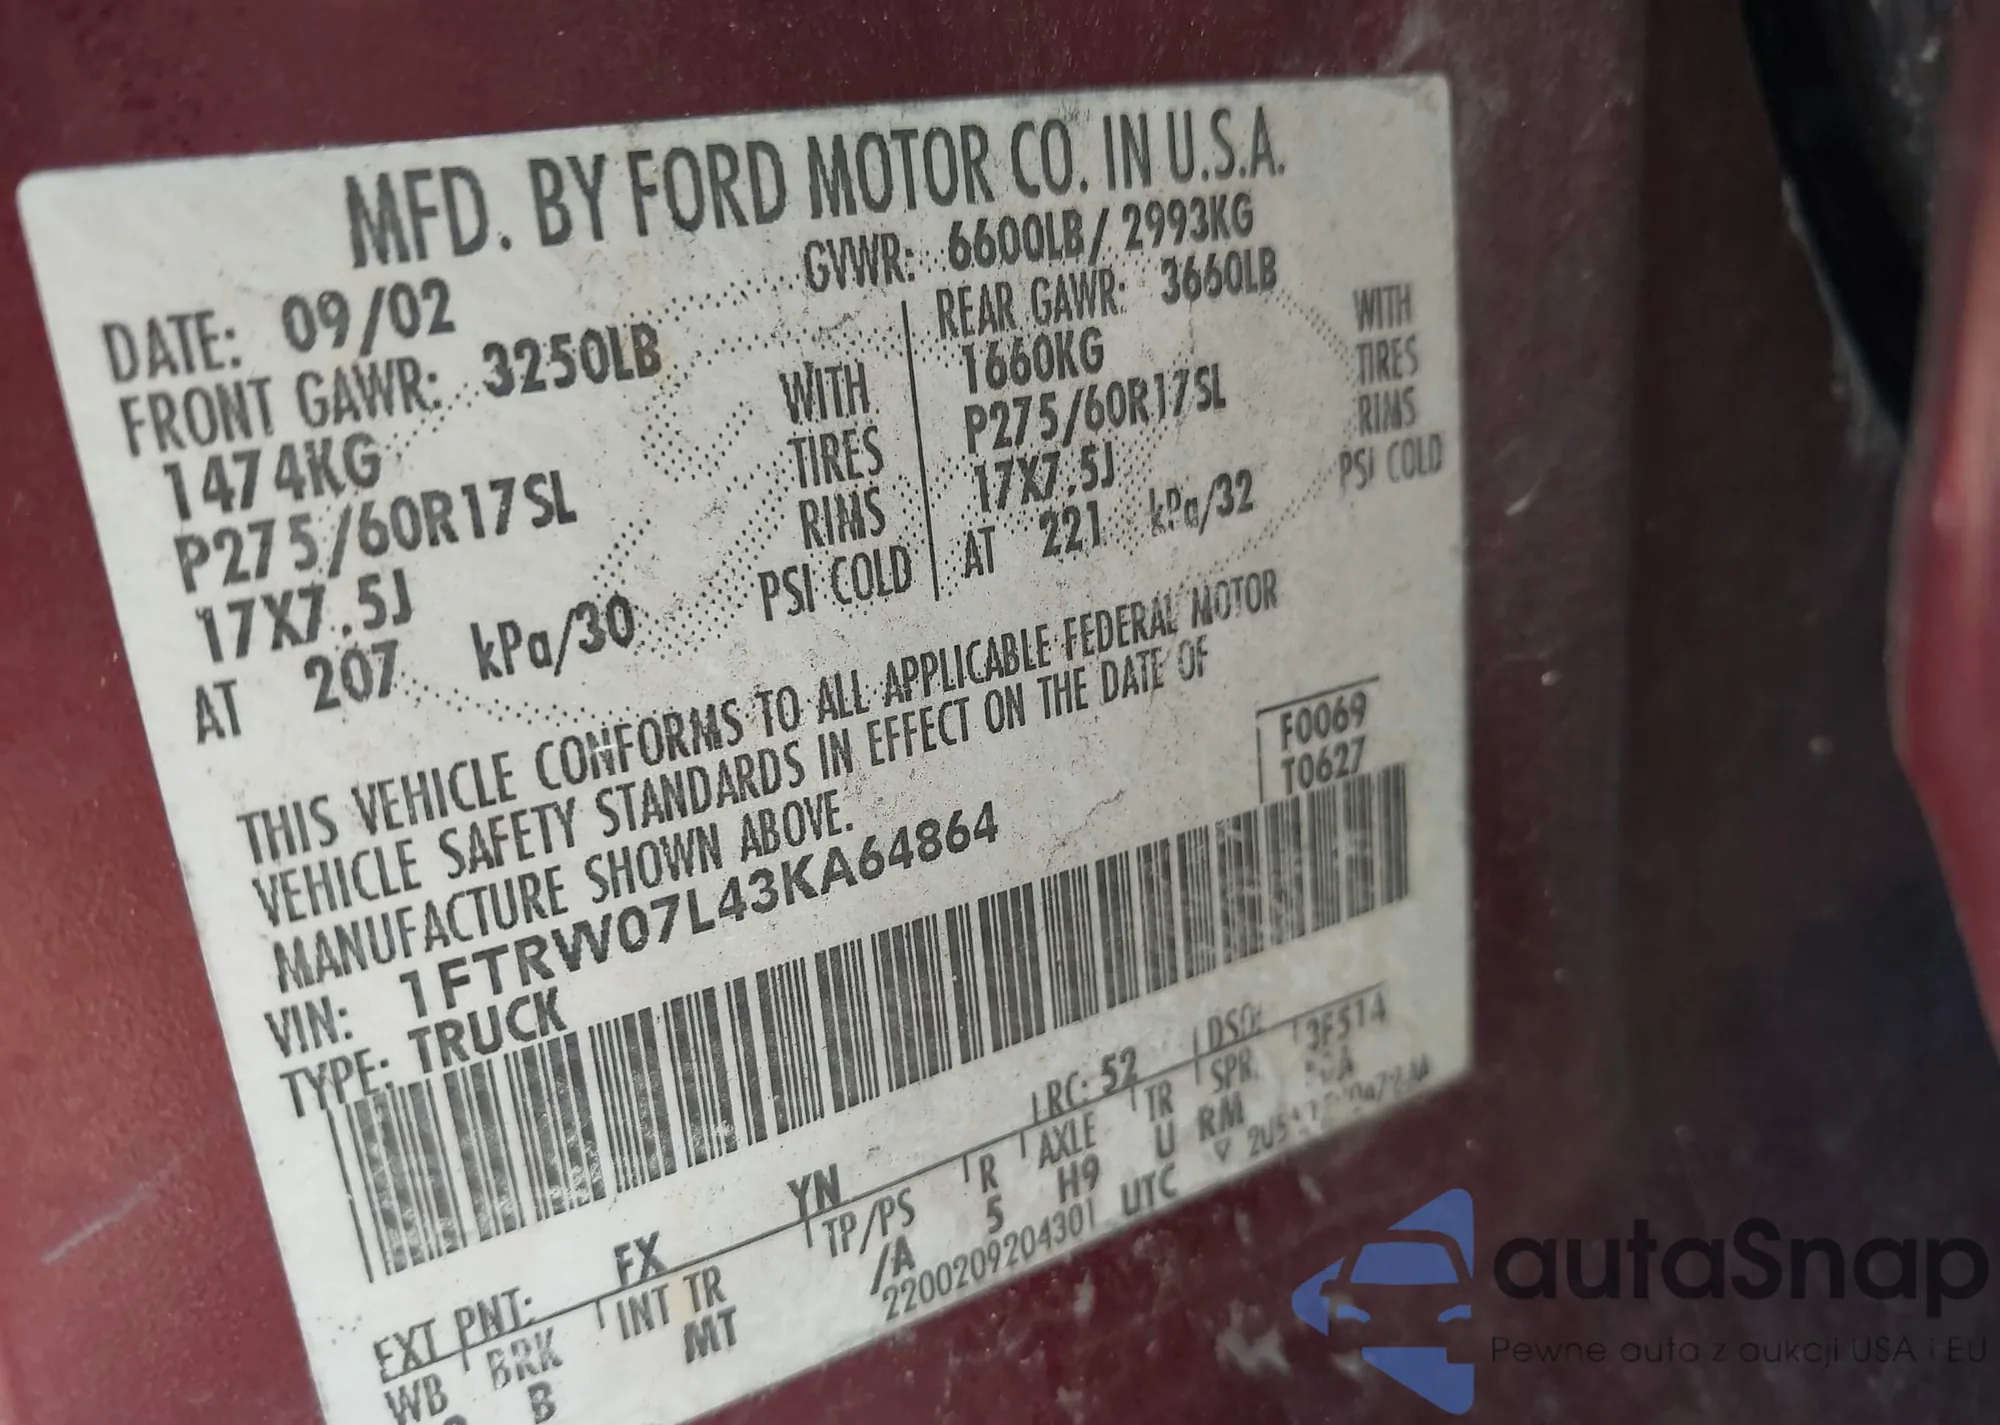 MFD. BY FORD MOTOR CO. IN U.S.A.
DATE: 09/02 GVWR: 6600LB/ 2993KG
FRONT GAWR: 3250LB REAR GAWR: 3660LB
1474KG WITH 1660KG WITH
P275/60R17SL TIRES P275/60R17SL TIRES
17X7.5J RIMS 17X7.5J RIMS
AT 207 kPa/30 PSI COLD AT 221 kPa/32 PSI COLD
THIS VEHICLE CONFORMS TO ALL APPLICABLE FEDERAL MOTOR
VEHICLE SAFETY STANDARDS IN EFFECT ON THE DATE OF
MANUFACTURE SHOWN ABOVE.
F0069
T0627
VIN: 1FTRW07L43KA64864
TYPE: TRUCK
EXT PNT: FX YN RC: 52 DSO: 3F514
WB BRK INT TR TP/PS R AXLE TR SPR
B MT /A 5 H9 U RM
2200209204301 UTC
autaSnap
Pewne auta z aukcji USA i EU